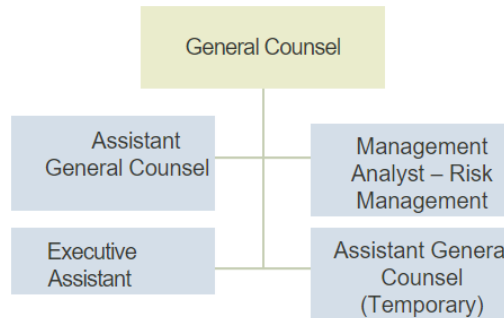 General Counsel
Assistant
General Counsel
Management
Analyst – Risk
Management
Executive
Assistant
Assistant Genera
Counsel
(Temporary)